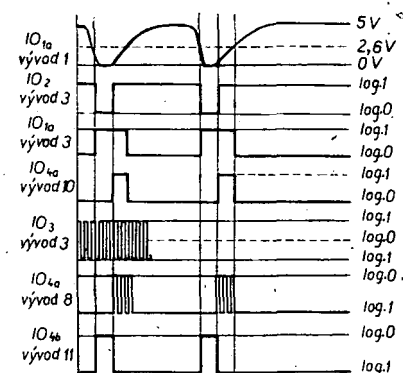 IO1a
vývod 1
5V
2,6V
0V
IO2
vývod 3
log.1
log.0
IO1a
vývod 3
log.1
log.0
IO4a
vývod 10
log.1
log.0
IO3
vývod 3
log.1
log.0
log.1
IO4a
vývod 8
log.0
log.1
IO4b
vývod 11
log.0
log.1